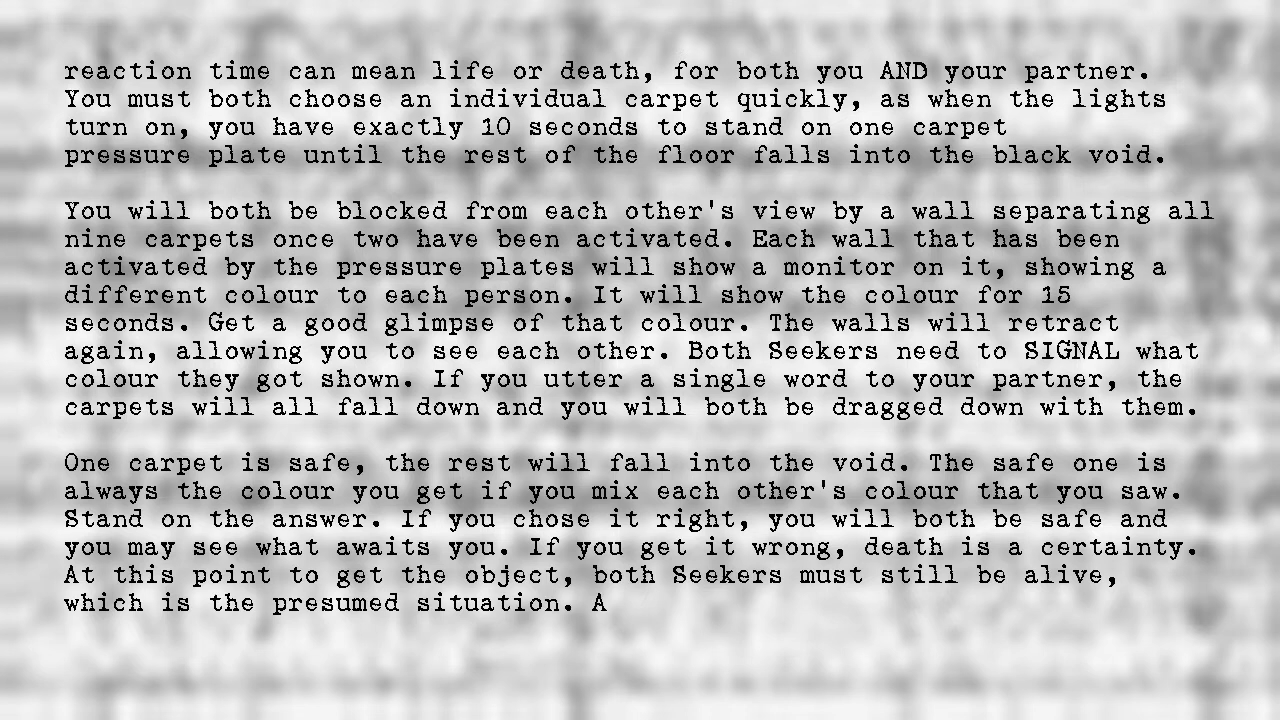 reaction time can mean life or death, for both you AND your partner.
You must both choose an individual carpet quickly, as when the lights
turn on, you have exactly 10 seconds to stand on one carpet
pressure plate until the rest of the floor falls into the black void.
You will both be blocked from each other's view by a wall separating all
nine carpets once two have been activated. Each wall that has been
activated by the pressure plates will show a monitor on it, showing a
different colour to each person. It will show the colour for 15
seconds. Get a good glimpse of that colour. The walls will retract
again, allowing you to see each other. Both Seekers need to SIGNAL what
colour they got shown. If you utter a single word to your partner, the
carpets will all fall down and you will both be dragged down with them.
One carpet is safe, the rest will fall into the void. The safe one is
always the colour you get if you mix each other's colour that you saw.
Stand on the answer. If you chose it right, you will both be safe and
you may see what awaits you. If you get it wrong, death is a certainty.
At this point to get the object, both Seekers must still be alive,
which is the presumed situation. A